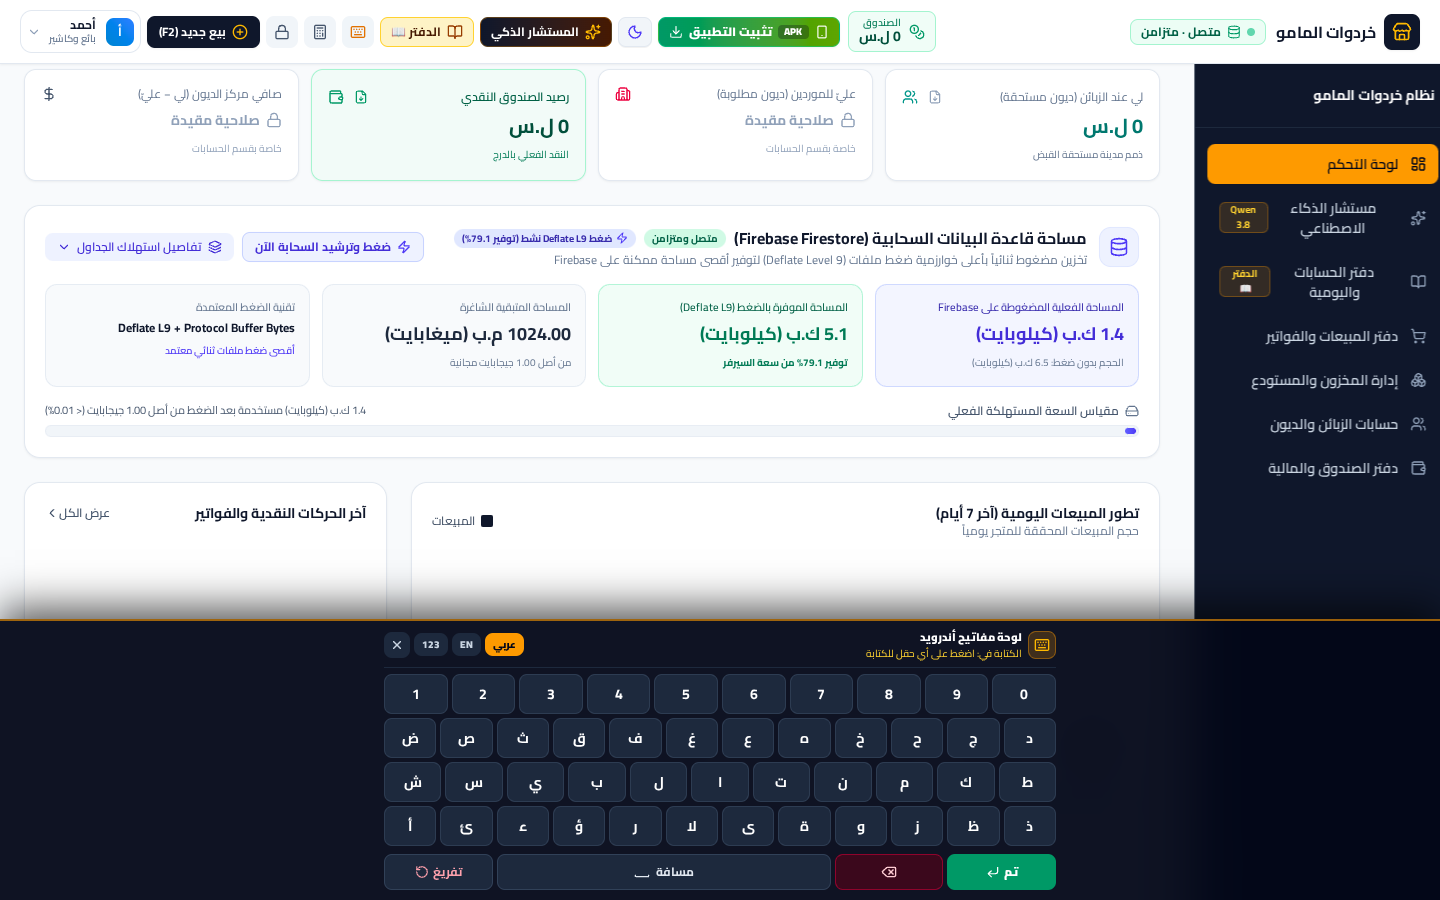 خردوات المامو
متصل · متزامن
الصندوق
0 ل.س
تثبيت التطبيق APK
المستشار الذكي
الدفتر 📖
بيع جديد (F2)
أحمد
بائع وكاشير
أ
نظام خردوات المامو
لوحة التحكم
مستشار الذكاء
الاصطناعي
Qwen
3.8
دفتر الحسابات
واليومية
الدفتر
📖
دفتر المبيعات والفواتير
إدارة المخزون والمستودع
حسابات الزبائن والديون
دفتر الصندوق والمالية
لي عند الزبائن (ديون مستحقة)
0 ل.س
ذمم مدينة مستحقة القبض
عليّ للموردين (ديون مطلوبة)
صلاحية مقيدة
خاصة بقسم الحسابات
رصيد الصندوق النقدي
0 ل.س
النقد الفعلي بالدرج
صافي مركز الديون (لي - عليّ)
صلاحية مقيدة
خاصة بقسم الحسابات
مساحة قاعدة البيانات السحابية (Firebase Firestore)
متصل ومتزامن
ضغط Deflate L9 نشط (توفير 79.1%)
تخزين مضغوط ثنائياً بأعلى خوارزمية ضغط ملفات (Deflate Level 9) لتوفير أقصى مساحة ممكنة على Firebase
ضغط وترشيد السحابة الآن
تفاصيل استهلاك الجداول
المساحة الفعلية المضغوطة على Firebase
1.4 ك.ب (كيلوبايت)
الحجم بدون ضغط: 6.5 ك.ب (كيلوبايت)
المساحة الموفرة بالضغط (Deflate L9)
5.1 ك.ب (كيلوبايت)
توفير 79.1% من سعة السيرفر
المساحة المتبقية الشاغرة
1024.00 م.ب (ميغابايت)
من أصل 1.00 جيجابايت مجانية
تقنية الضغط المعتمدة
Deflate L9 + Protocol Buffer Bytes
أقصى ضغط ملفات ثنائي معتمد
مقياس السعة المستهلكة الفعلي
1.4 ك.ب (كيلوبايت) مستخدمة بعد الضغط من أصل 1.00 جيجابايت (< 0.01%)
تطور المبيعات اليومية (آخر 7 أيام)
حجم المبيعات المحققة للمتجر يومياً
المبيعات
آخر الحركات النقدية والفواتير
عرض الكل
لوحة مفاتيح أندرويد
الكتابة في: اضغط على أي حقل للكتابة
عربي
EN
123
1 2 3 4 5 6 7 8 9 0
ض ص ث ق ف غ ع ه خ ح ج د
ش س ي ب ل ا ت ن م ك ط
أ ئ ء ؤ ر لا ى ة و ز ظ ذ
تم
مسافة
تفريغ